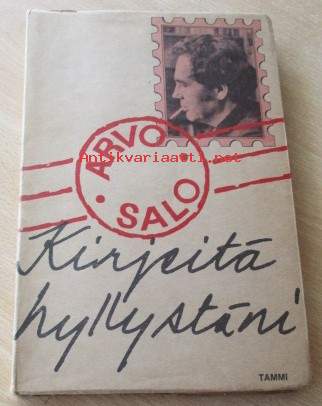 ARVO
Antikvariaatti.net
SALO
Kirjeitä
hyllystäni
TAMMI